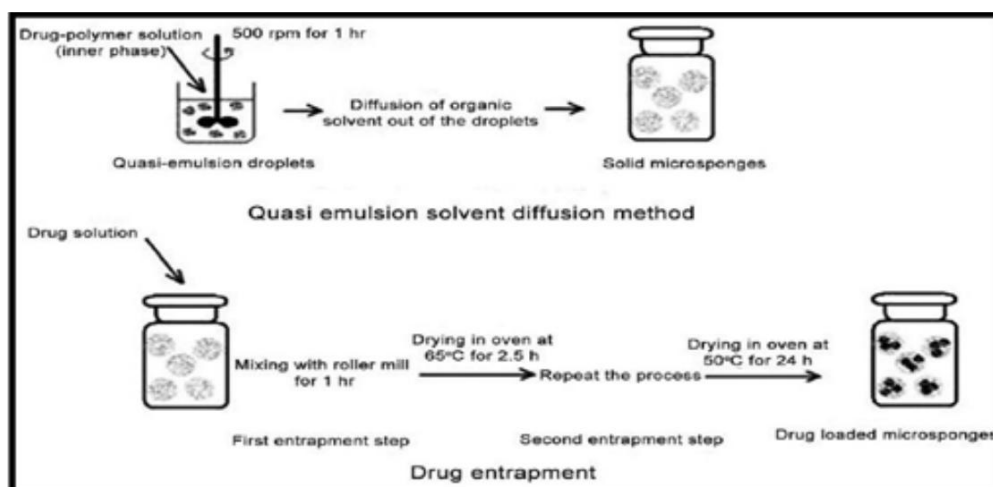 Drug-polymer solution
(inner phase)
500 rpm for 1 hr
Diffusion of organic
solvent out of the droplets
Quasi-emulsion droplets
Solid microsponges
Quasi emulsion solvent diffusion method
Drug solution
Mixing with roller mill
for 1 hr
Drying in oven at
65°C for 2.5 h
Repeat the process
Drying in oven at
50°C for 24 h
First entrapment step
Second entrapment step
Drug loaded microsponges
Drug entrapment